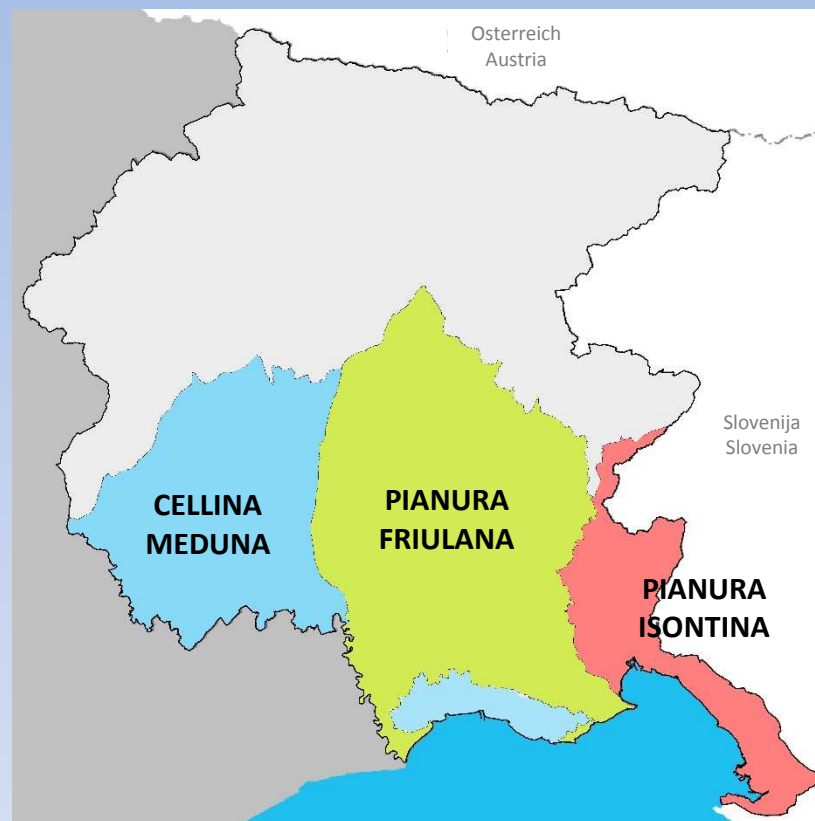 Osterreich
Austria
Slovenija
Slovenia
CELLINA
MEDUNA
PIANURA
FRIULANA
PIANURA
ISONTINA